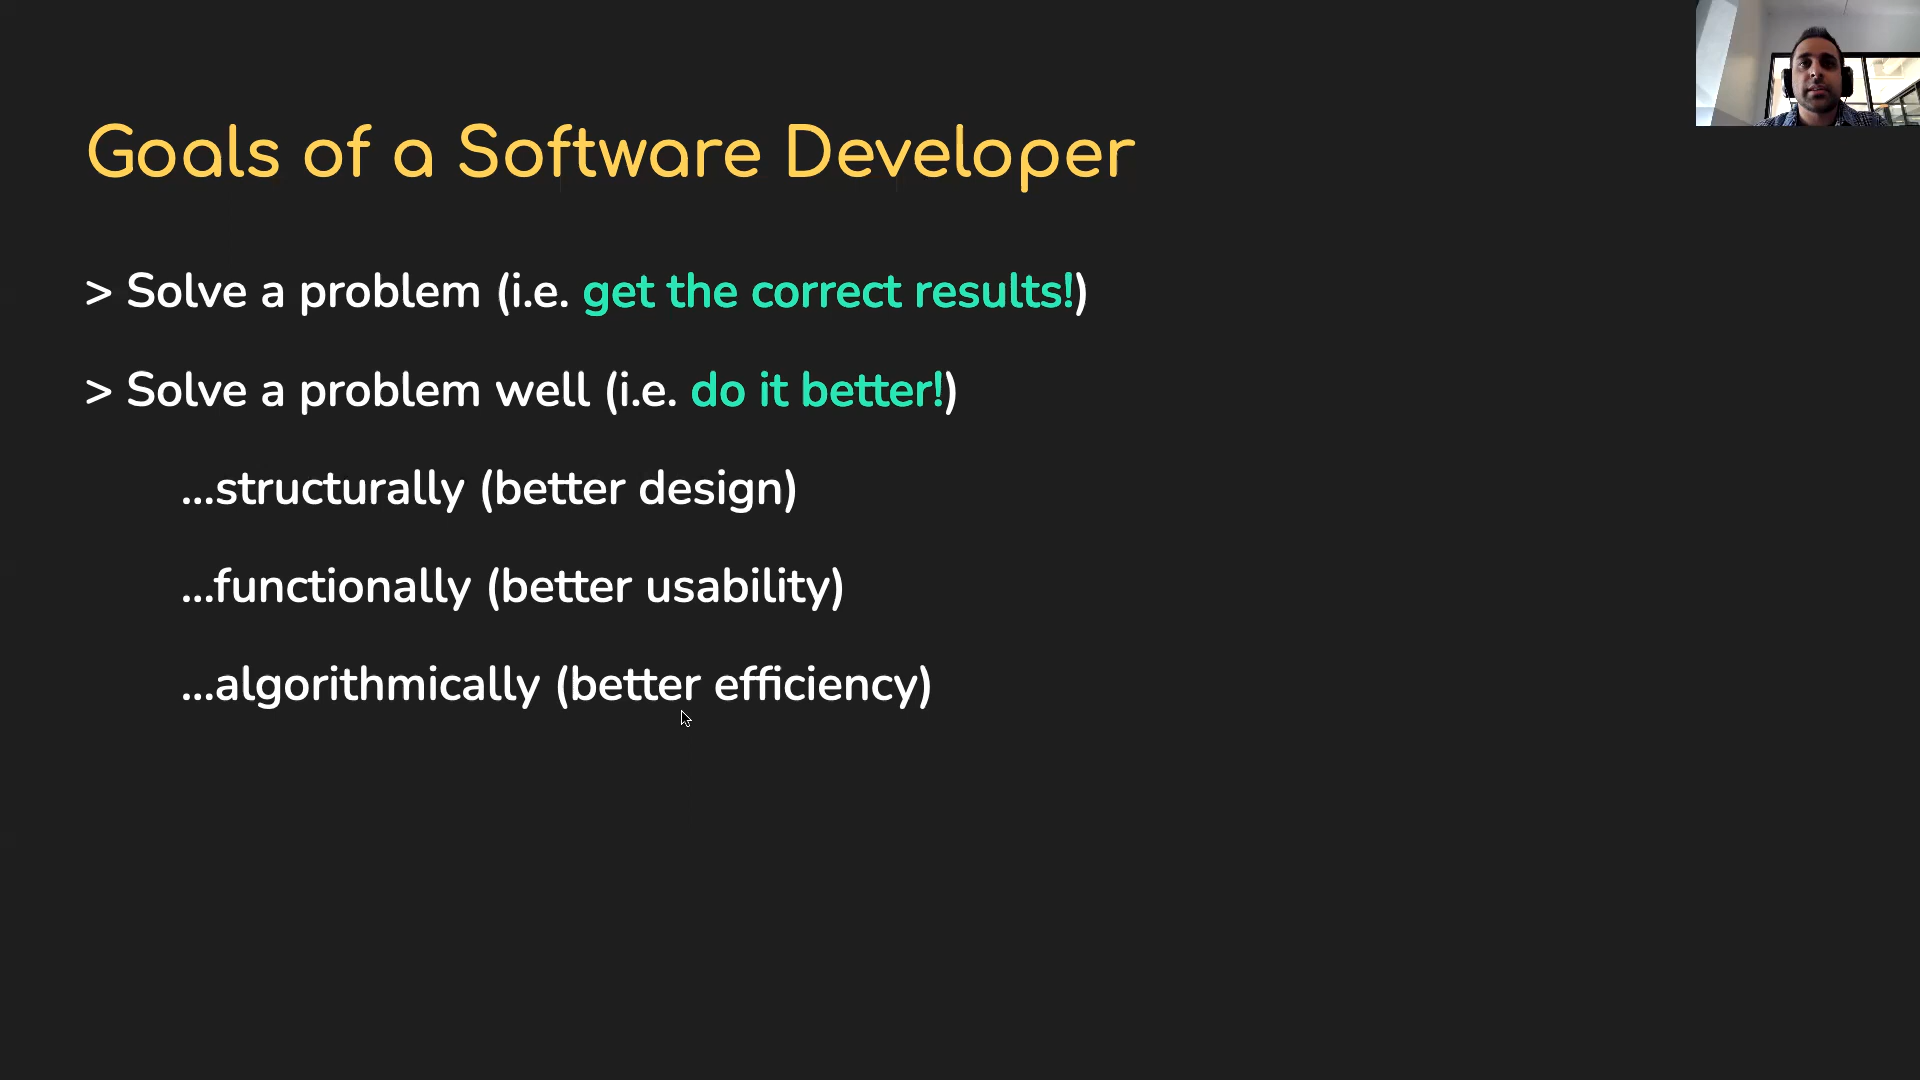 Goals of a Software Developer
> Solve a problem (i.e. get the correct results!)
> Solve a problem well (i.e. do it better!)
...structurally (better design)
...functionally (better usability)
...algorithmically (better efficiency)